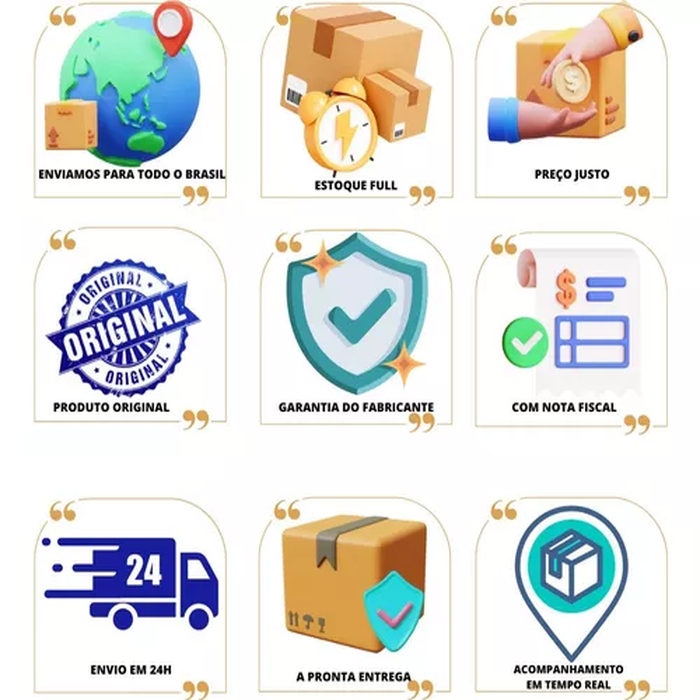 ENVIAMOS PARA TODO O BRASIL
ESTOQUE FULL
$
PREÇO JUSTO
ORIGINAL
ORIGINAL
ORIGINAL
PRODUTO ORIGINAL
GARANTIA DO FABRICANTE
$
COM NOTA FISCAL
24
ENVIO EM 24H
A PRONTA ENTREGA
ACOMPANHAMENTO
EM TEMPO REAL